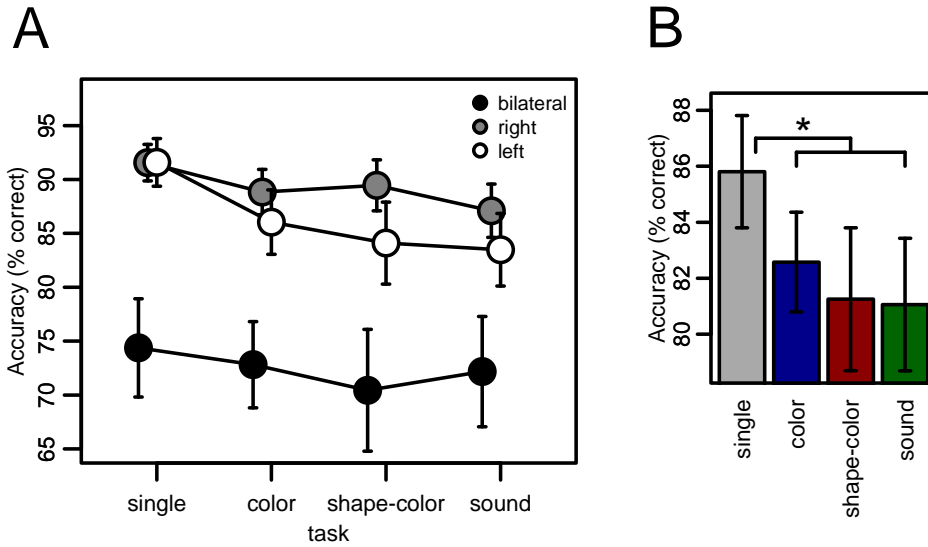 A
Accuracy (% correct)
95
90
85
80
75
70
65
bilateral
right
left
single color shape-color sound
task
B
Accuracy (% correct)
88
86
84
82
80
*
single
color
shape-color
sound